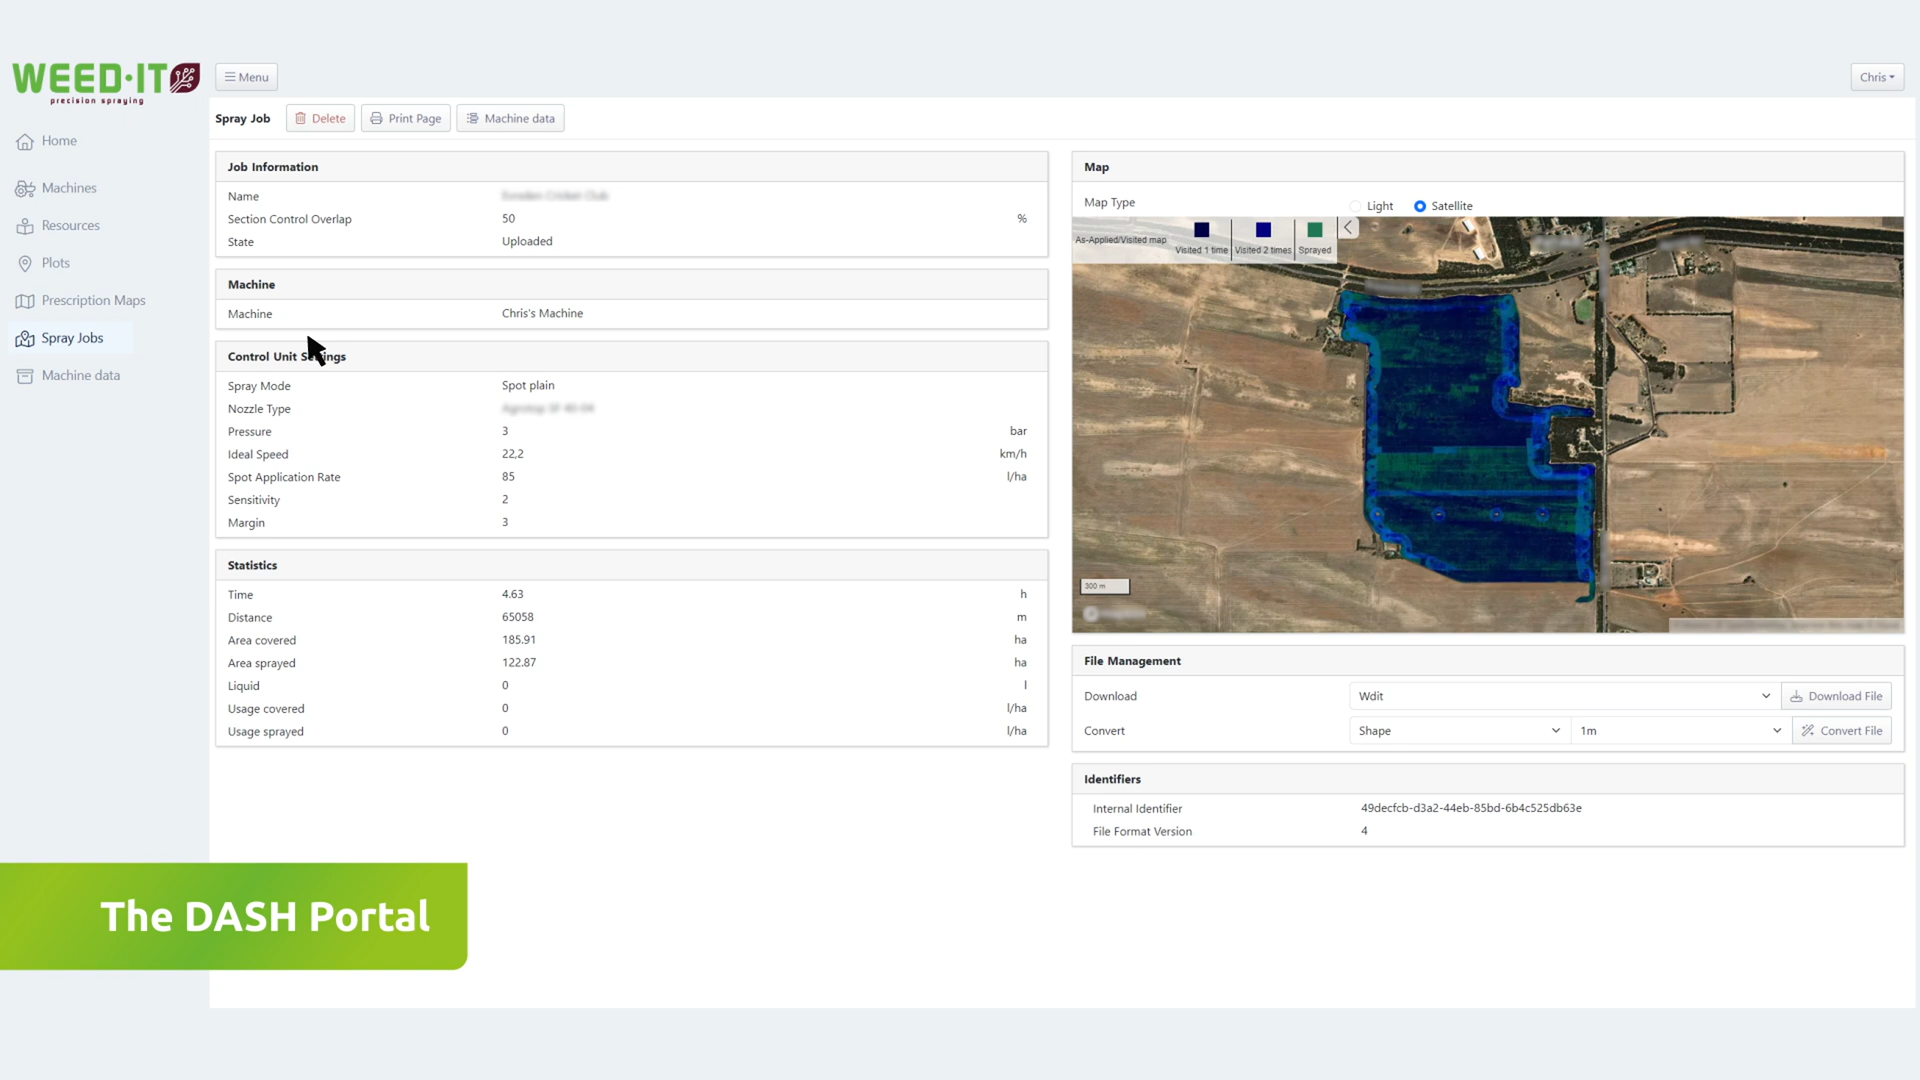 WEED·IT
precision spraying
Menu
Chris
Home
Machines
Resources
Plots
Prescription Maps
Spray Jobs
Machine data
Spray Job
Delete
Print Page
Machine data
Job Information
Name
Section Control Overlap 50 %
State Uploaded
Machine
Machine Chris's Machine
Control Unit Settings
Spray Mode Spot plain
Nozzle Type
Pressure 3 bar
Ideal Speed 22,2 km/h
Spot Application Rate 85 l/ha
Sensitivity 2
Margin 3
Statistics
Time 4.63 h
Distance 65058 m
Area covered 185.91 ha
Area sprayed 122.87 ha
Liquid 0 l
Usage covered 0 l/ha
Usage sprayed 0 l/ha
Map
Map Type Light Satellite
As-Applied/Visited map Visited 1 time Visited 2 times Sprayed
300 m
File Management
Download Wdit Download File
Convert Shape 1m Convert File
Identifiers
Internal Identifier 49decfcb-d3a2-44eb-85bd-6b4c525db63e
File Format Version 4
The DASH Portal